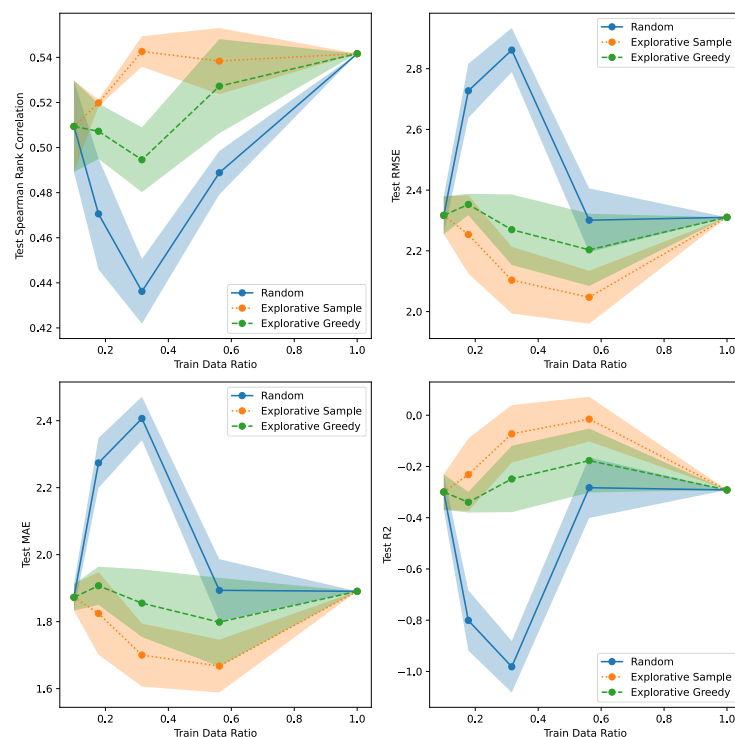 Test Spearman Rank Correlation
0.54
0.52
0.50
0.48
0.46
0.44
0.42
0.2
0.4
0.6
0.8
1.0
Train Data Ratio
Random
Explorative Sample
Explorative Greedy
Test RMSE
2.8
2.6
2.4
2.2
2.0
0.2
0.4
0.6
0.8
1.0
Train Data Ratio
Random
Explorative Sample
Explorative Greedy
Test MAE
2.4
2.2
2.0
1.8
1.6
0.2
0.4
0.6
0.8
1.0
Train Data Ratio
Random
Explorative Sample
Explorative Greedy
Test R2
0.0
−0.2
−0.4
−0.6
−0.8
−1.0
0.2
0.4
0.6
0.8
1.0
Train Data Ratio
Random
Explorative Sample
Explorative Greedy